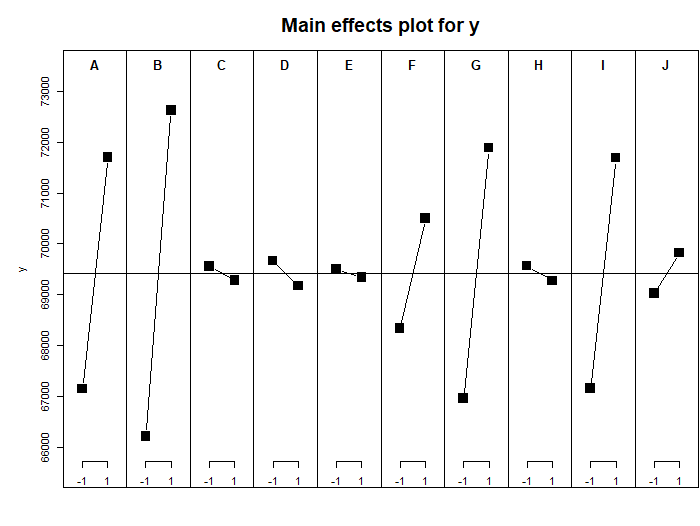 Main effects plot for y
A B C D E F G H I J
73000
72000
71000
70000
69000
68000
67000
66000
y
-1 1 -1 1 -1 1 -1 1 -1 1 -1 1 -1 1 -1 1 -1 1 -1 1